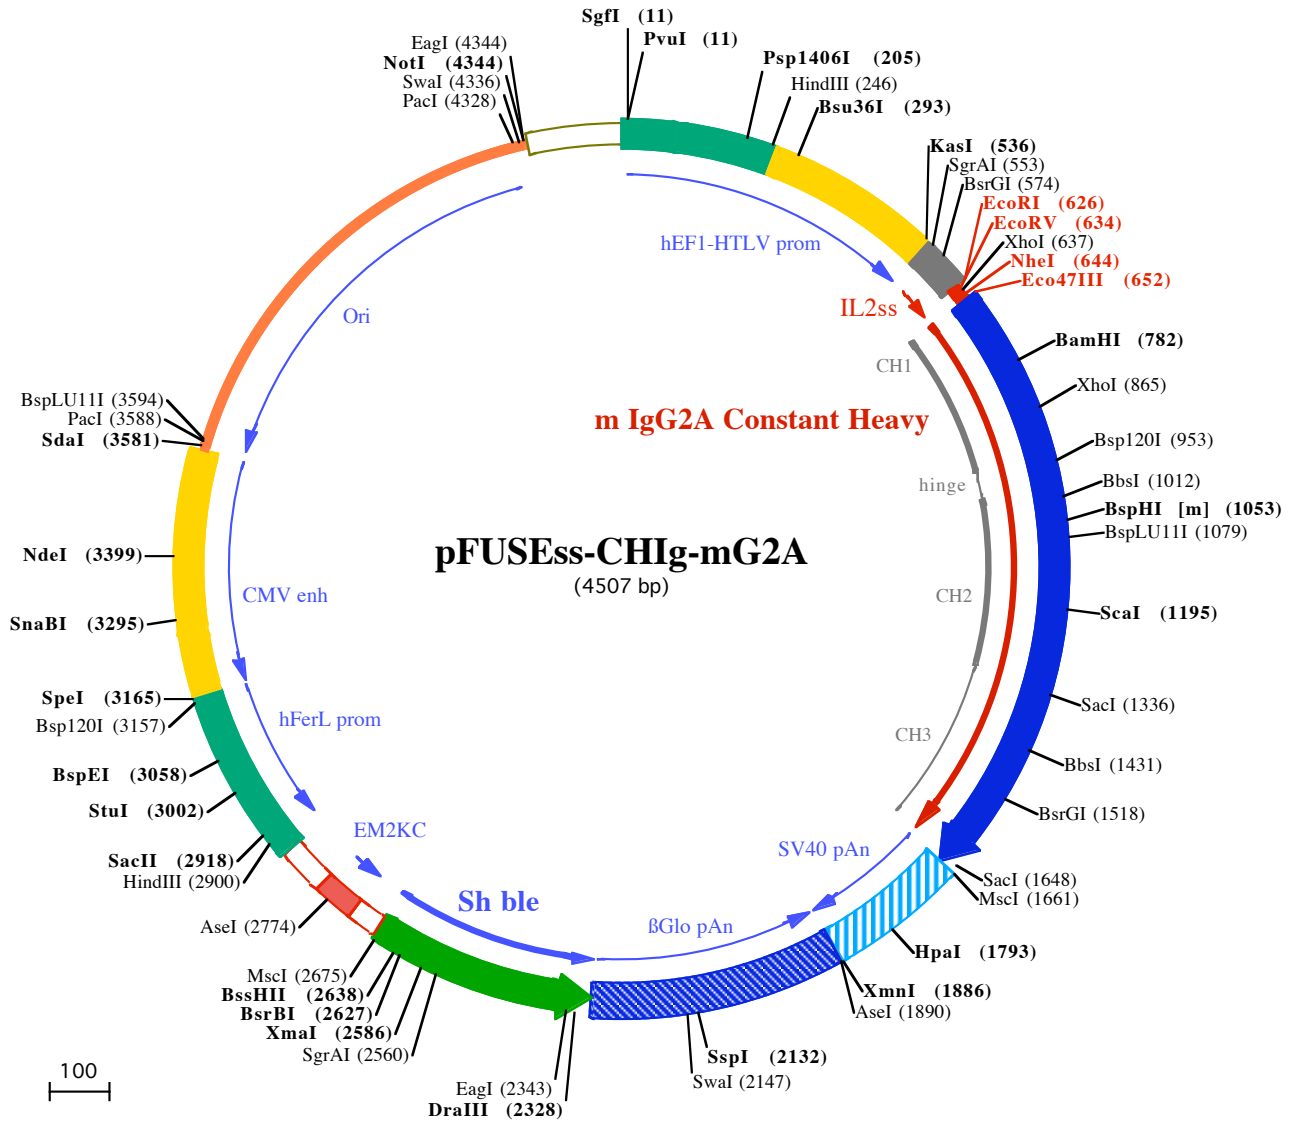 SgfI (11)
PvuI (11)
Psp1406I (205)
HindIII (246)
Bsu36I (293)
KasI (536)
SgrAI (553)
BsrGI (574)
EcoRI (626)
EcoRV (634)
XhoI (637)
NheI (644)
Eco47III (652)
BamHI (782)
XhoI (865)
Bsp120I (953)
BbsI (1012)
BspHI [m] (1053)
BspLU11I (1079)
ScaI (1195)
SacI (1336)
BbsI (1431)
BsrGI (1518)
SacI (1648)
MscI (1661)
HpaI (1793)
XmnI (1886)
AseI (1890)
SspI (2132)
SwaI (2147)
DraIII (2328)
EagI (2343)
SgrAI (2560)
XmaI (2586)
BsrBI (2627)
BssHII (2638)
MscI (2675)
AseI (2774)
HindIII (2900)
SacII (2918)
StuI (3002)
BspEI (3058)
Bsp120I (3157)
SpeI (3165)
SnaBI (3295)
NdeI (3399)
SdaI (3581)
PacI (3588)
BspLU11I (3594)
PacI (4328)
SwaI (4336)
NotI (4344)
EagI (4344)
hEF1-HTLV prom
IL2ss
CH1
m IgG2A Constant Heavy
hinge
CH2
CH3
SV40 pAn
ßGlo pAn
Sh ble
EM2KC
hFerL prom
CMV enh
Ori
pFUSEss-CHIg-mG2A
(4507 bp)
100